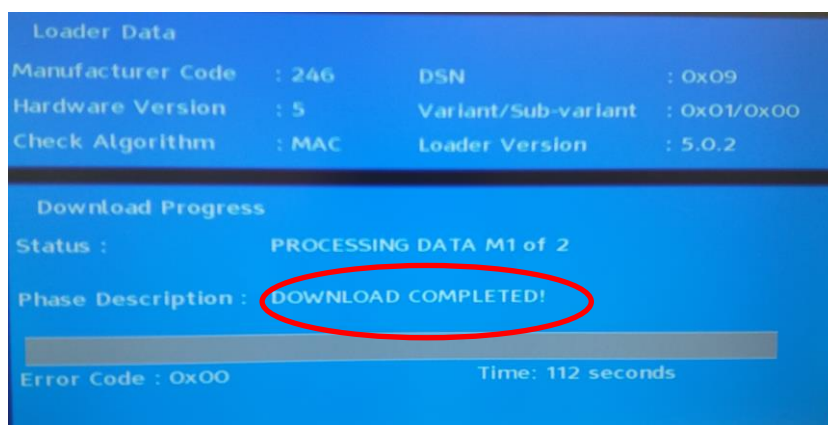 Loader Data
Manufacturer Code : 246 DSN : 0x09
Hardware Version : 5 Variant/Sub-variant : 0x01/0x00
Check Algorithm : MAC Loader Version : 5.0.2
Download Progress
Status : PROCESSING DATA M1 of 2
Phase Description : DOWNLOAD COMPLETED!
Error Code : 0x00 Time: 112 seconds